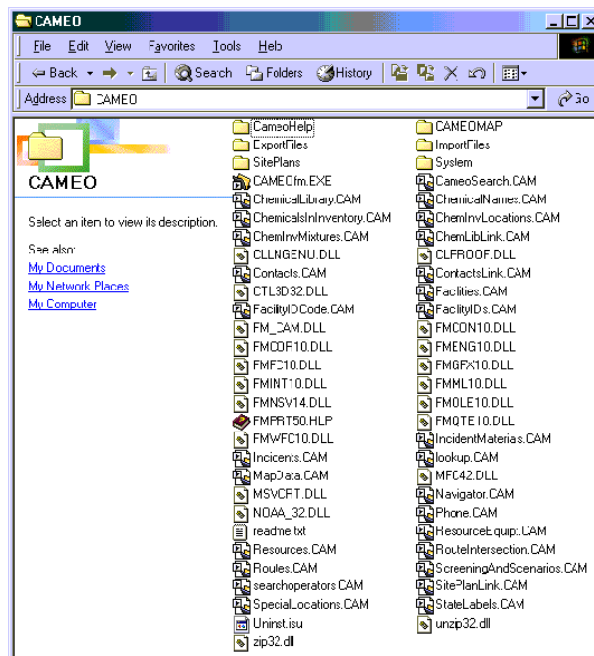 CAMEO
File Edit View Favorites Tools Help
Back Search Folders History
Address CAMEO Go
CAMEO
Select an item to view its description.
See also:
My Documents
My Network Places
My Computer
CameoHelp CAMEOMAP
ExportFiles ImportFiles
SitePlans System
CAMEOfm.EXE CameoSearch.CAM
ChemicalLibrary.CAM ChemicalNames.CAM
ChemicalsInInventory.CAM ChemInvLocations.CAM
ChemInvMixtures.CAM ChemLibLink.CAM
CLLNGENU.DLL CLPROOF.DLL
Contacts.CAM ContactsLink.CAM
CTL3D32.DLL Facilities.CAM
FacilityIDCode.CAM FacilityIDs.CAM
FM_CAM.DLL FMCON10.DLL
FMCOR10.DLL FMENG10.DLL
FMGFX10.DLL
FMINT10.DLL FMML10.DLL
FMNSV14.DLL FMOLE10.DLL
FMPRT50.HLP FMQTE10.DLL
FMWFC10.DLL IncidentMaterials.CAM
Incidents.CAM lookup.CAM
MapData.CAM MFC42.DLL
MSVCRT.DLL Navigator.CAM
NOAA_32.DLL Phone.CAM
readme.txt ResourceEquip.CAM
Resources.CAM RouteIntersection.CAM
Routes.CAM ScreeningAndScenarios.CAM
searchoperators.CAM SitePlanLink.CAM
SpecialLocations.CAM StateLabels.CAM
Uninst.isu unzip32.dll
zip32.dll